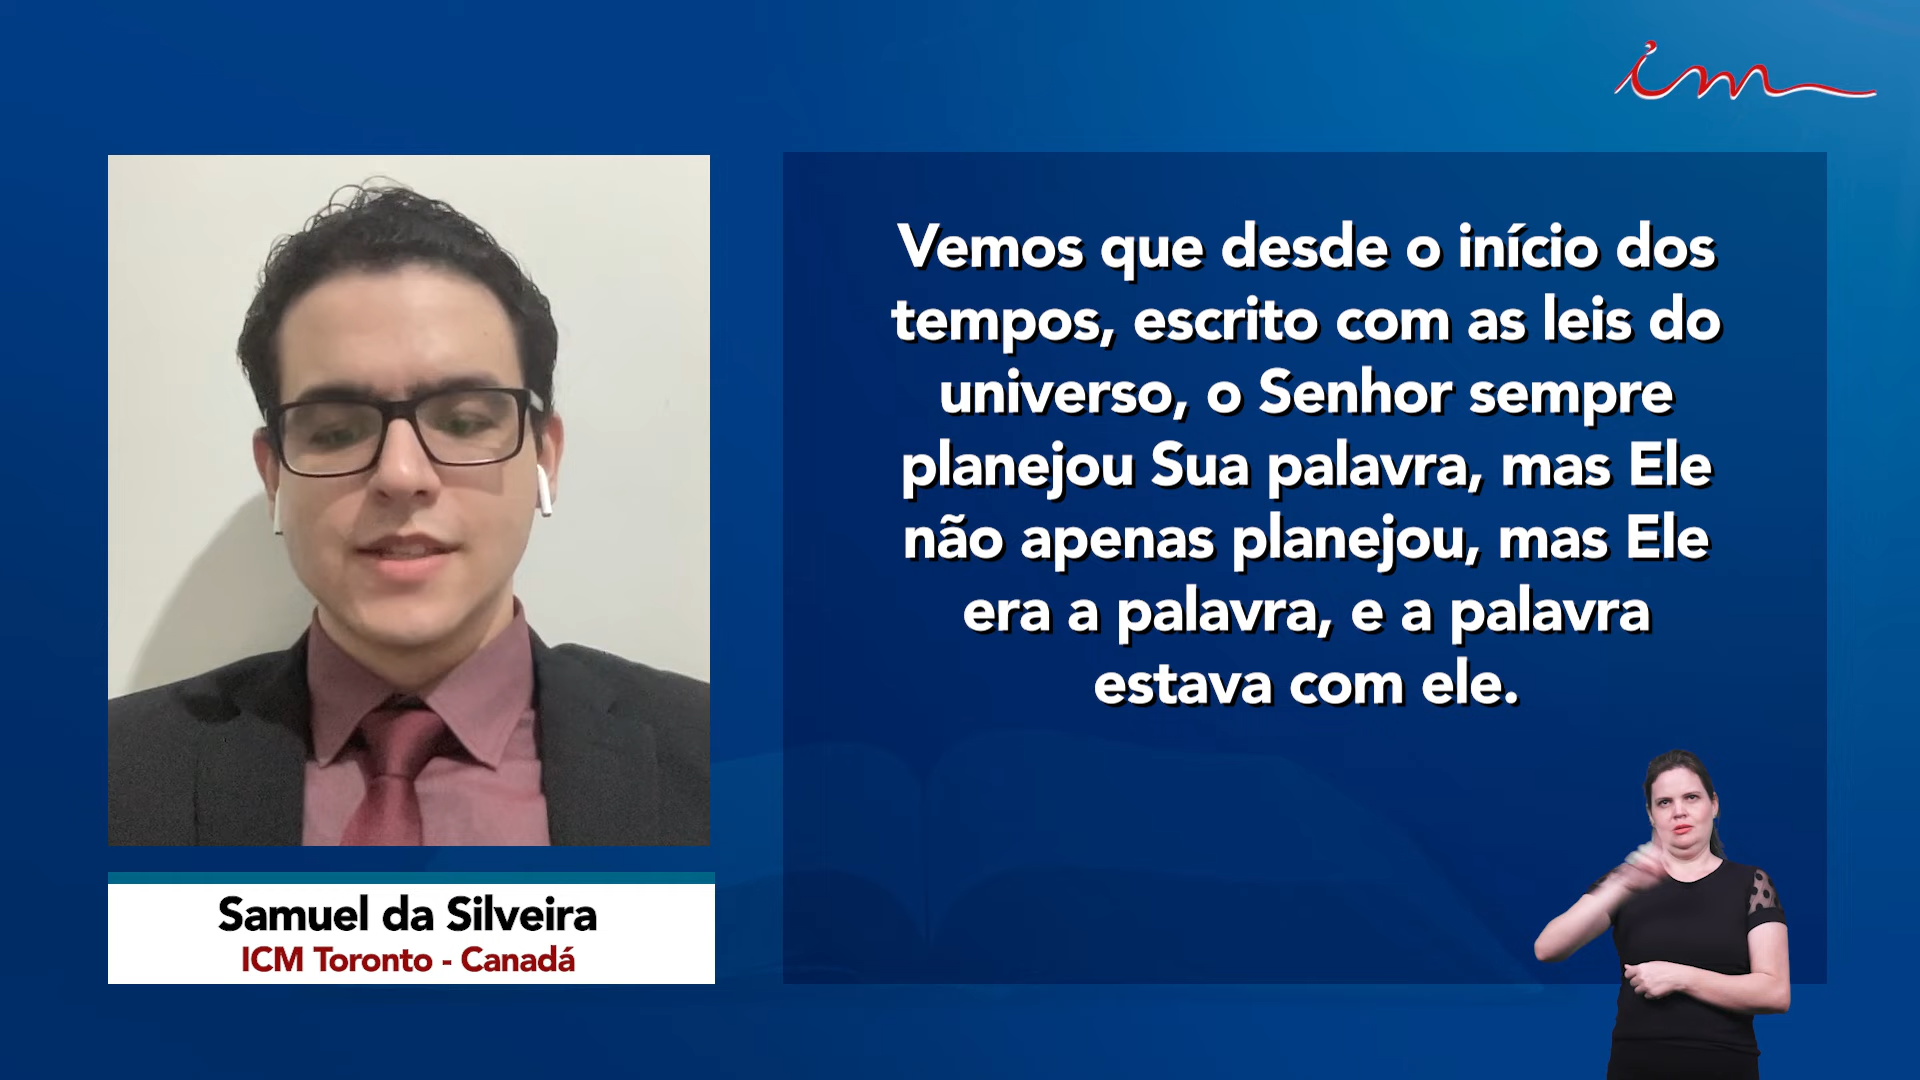 im
Vemos que desde o início dos
tempos, escrito com as leis do
universo, o Senhor sempre
planejou Sua palavra, mas Ele
não apenas planejou, mas Ele
era a palavra, e a palavra
estava com ele.
Samuel da Silveira
ICM Toronto - Canadá